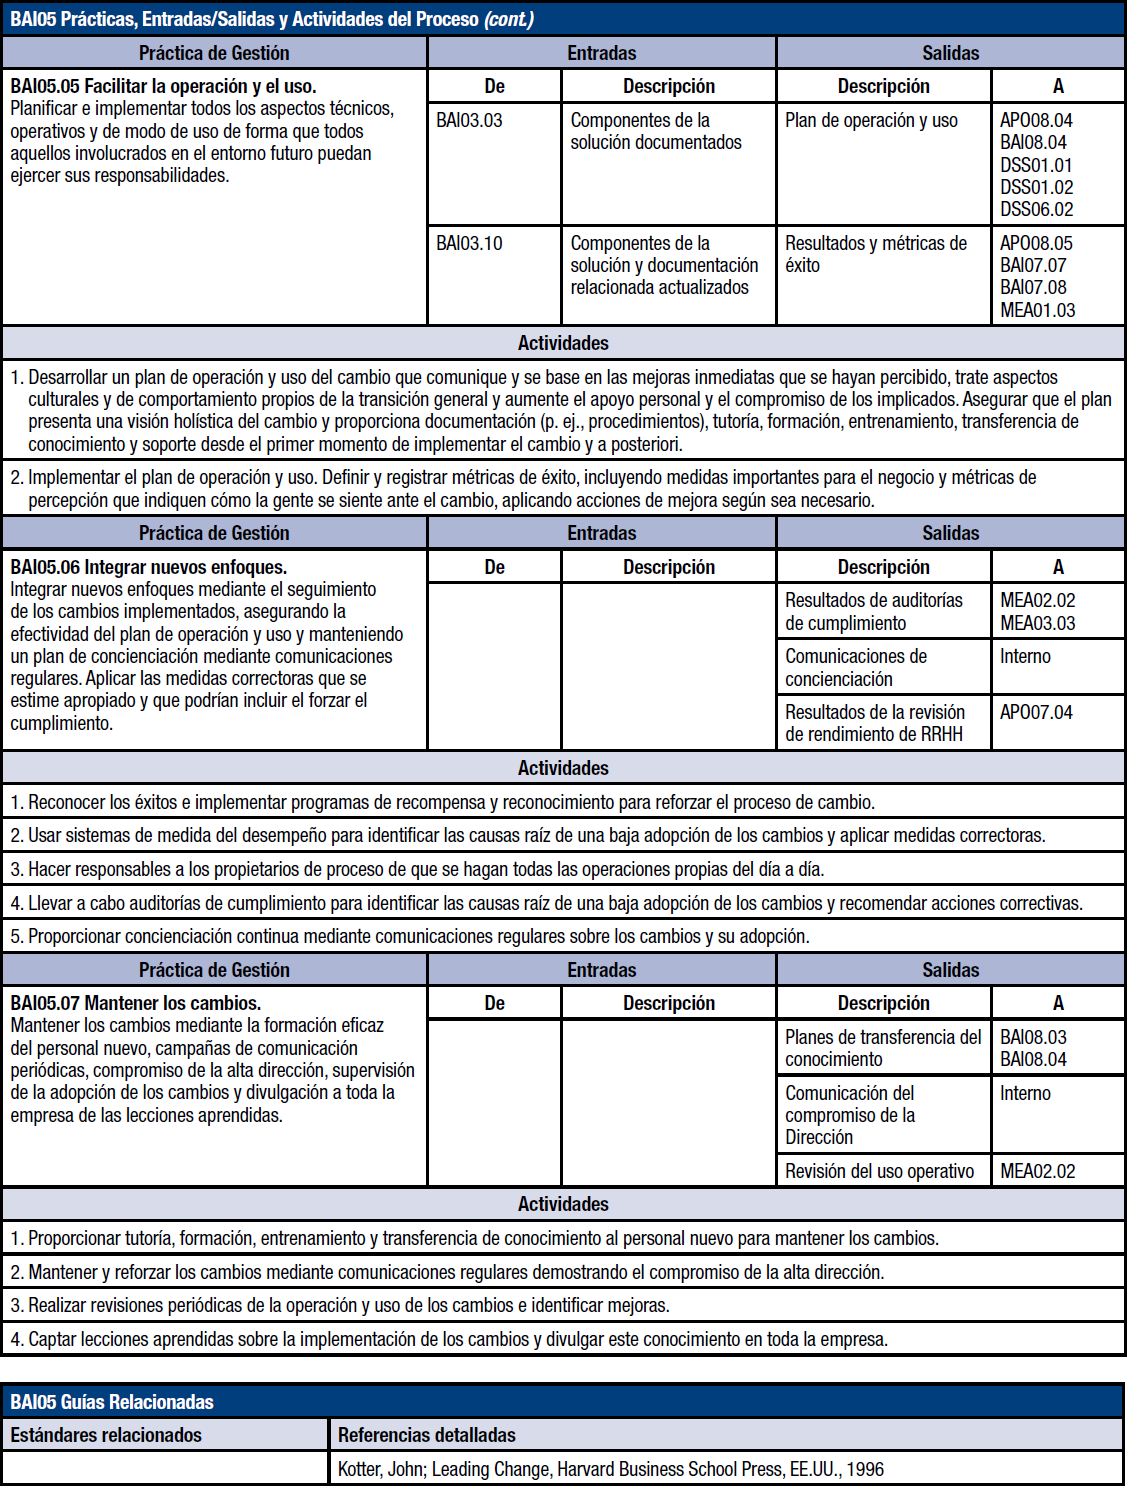 BAI05 Prácticas, Entradas/Salidas y Actividades del Proceso (cont.)
Práctica de Gestión Entradas Salidas
BAI05.05 Facilitar la operación y el uso.
Planificar e implementar todos los aspectos técnicos,
operativos y de modo de uso de forma que todos
aquellos involucrados en el entorno futuro puedan
ejercer sus responsabilidades.
De Descripción Descripción A
BAI03.03
Componentes de la
solución documentados
Plan de operación y uso
APO08.04
BAI08.04
DSS01.01
DSS01.02
DSS06.02
BAI03.10
Componentes de la
solución y documentación
relacionada actualizados
Resultados y métricas de
éxito
APO08.05
BAI07.07
BAI07.08
MEA01.03
Actividades
1. Desarrollar un plan de operación y uso del cambio que comunique y se base en las mejoras inmediatas que se hayan percibido, trate aspectos
culturales y de comportamiento propios de la transición general y aumente el apoyo personal y el compromiso de los implicados. Asegurar que el plan
presenta una visión holística del cambio y proporciona documentación (p. ej., procedimientos), tutoría, formación, entrenamiento, transferencia de
conocimiento y soporte desde el primer momento de implementar el cambio y a posteriori.
2. Implementar el plan de operación y uso. Definir y registrar métricas de éxito, incluyendo medidas importantes para el negocio y métricas de
percepción que indiquen cómo la gente se siente ante el cambio, aplicando acciones de mejora según sea necesario.
Práctica de Gestión Entradas Salidas
BAI05.06 Integrar nuevos enfoques.
Integrar nuevos enfoques mediante el seguimiento
de los cambios implementados, asegurando la
efectividad del plan de operación y uso y manteniendo
un plan de concienciación mediante comunicaciones
regulares. Aplicar las medidas correctoras que se
estime apropiado y que podrían incluir el forzar el
cumplimiento.
De Descripción Descripción A
Resultados de auditorías
de cumplimiento
MEA02.02
MEA03.03
Comunicaciones de
concienciación
Interno
Resultados de la revisión
de rendimiento de RRHH
APO07.04
Actividades
1. Reconocer los éxitos e implementar programas de recompensa y reconocimiento para reforzar el proceso de cambio.
2. Usar sistemas de medida del desempeño para identificar las causas raíz de una baja adopción de los cambios y aplicar medidas correctoras.
3. Hacer responsables a los propietarios de proceso de que se hagan todas las operaciones propias del día a día.
4. Llevar a cabo auditorías de cumplimiento para identificar las causas raíz de una baja adopción de los cambios y recomendar acciones correctivas.
5. Proporcionar concienciación continua mediante comunicaciones regulares sobre los cambios y su adopción.
Práctica de Gestión Entradas Salidas
BAI05.07 Mantener los cambios.
Mantener los cambios mediante la formación eficaz
del personal nuevo, campañas de comunicación
periódicas, compromiso de la alta dirección, supervisión
de la adopción de los cambios y divulgación a toda la
empresa de las lecciones aprendidas.
De Descripción Descripción A
Planes de transferencia del
conocimiento
BAI08.03
BAI08.04
Comunicación del
compromiso de la
Dirección
Interno
Revisión del uso operativo
MEA02.02
Actividades
1. Proporcionar tutoría, formación, entrenamiento y transferencia de conocimiento al personal nuevo para mantener los cambios.
2. Mantener y reforzar los cambios mediante comunicaciones regulares demostrando el compromiso de la alta dirección.
3. Realizar revisiones periódicas de la operación y uso de los cambios e identificar mejoras.
4. Captar lecciones aprendidas sobre la implementación de los cambios y divulgar este conocimiento en toda la empresa.
BAI05 Guías Relacionadas
Estándares relacionados Referencias detalladas
Kotter, John; Leading Change, Harvard Business School Press, EE.UU., 1996